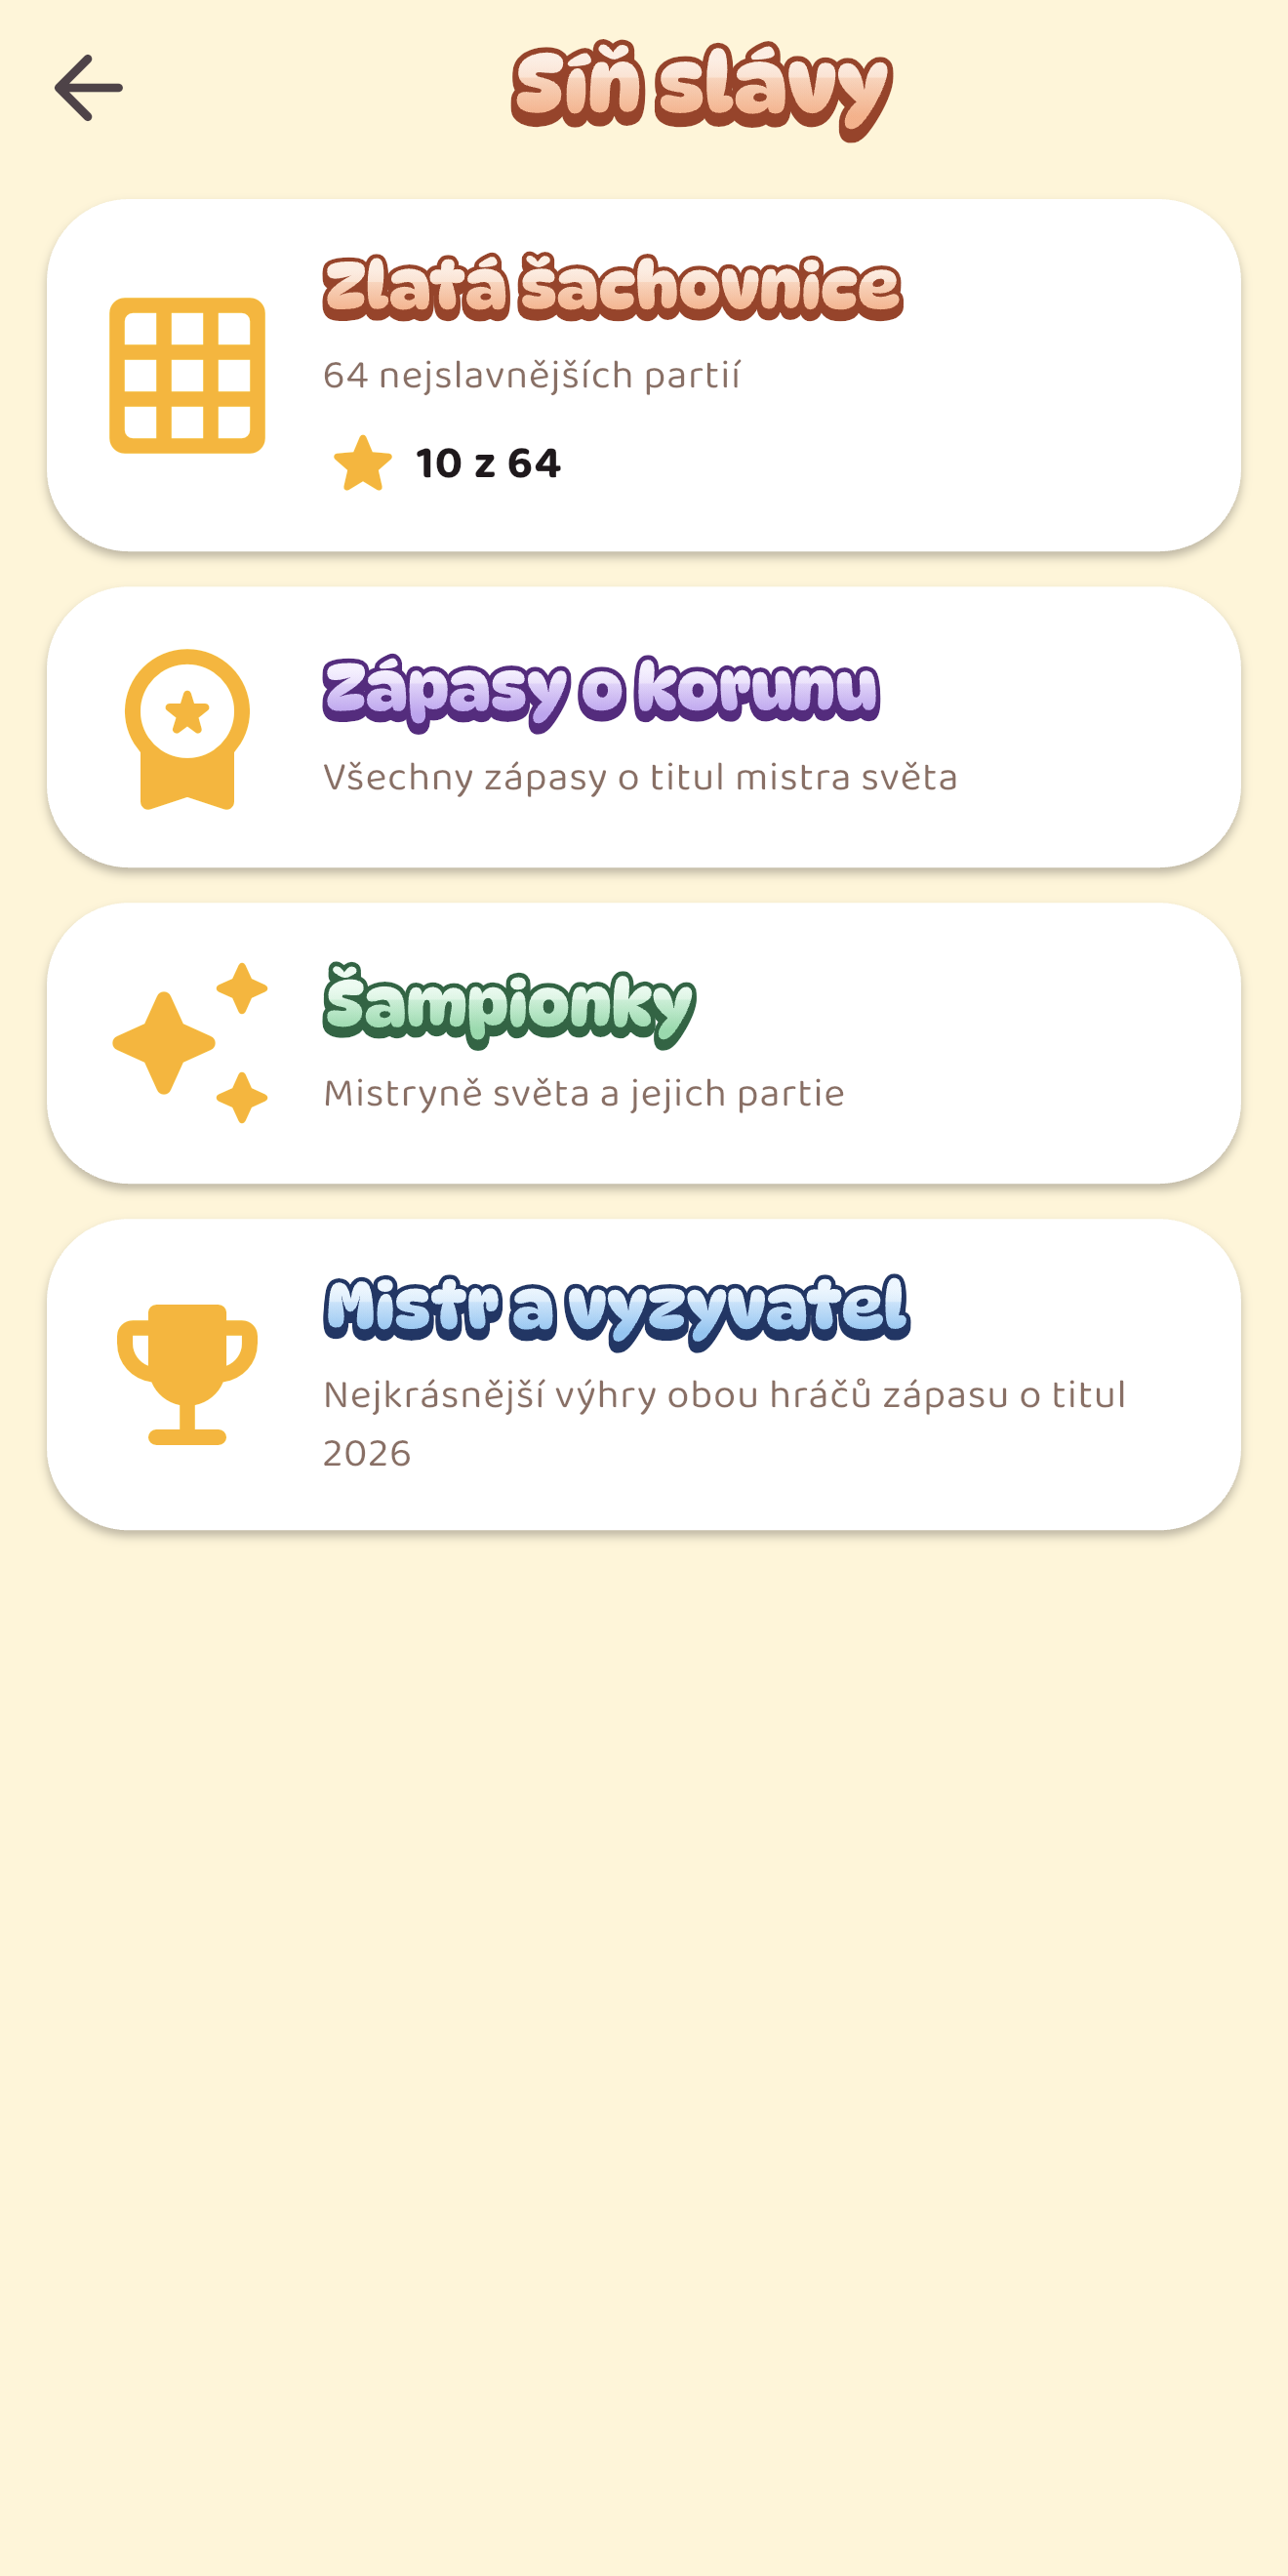 Síň slávy
Zlatá šachovnice
64 nejslavnějších partií
10 z 64
Zápasy o korunu
Všechny zápasy o titul mistra světa
Šampionky
Mistryně světa a jejich partie
Mistr a vyzyvatel
Nejkrásnější výhry obou hráčů zápasu o titul
2026